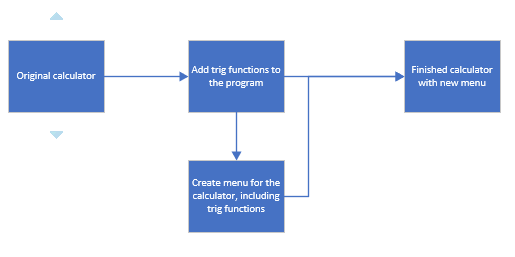 Original calculator
Add trig functions to
the program
Finished calculator
with new menu
Create menu for the
calculator, including
trig functions